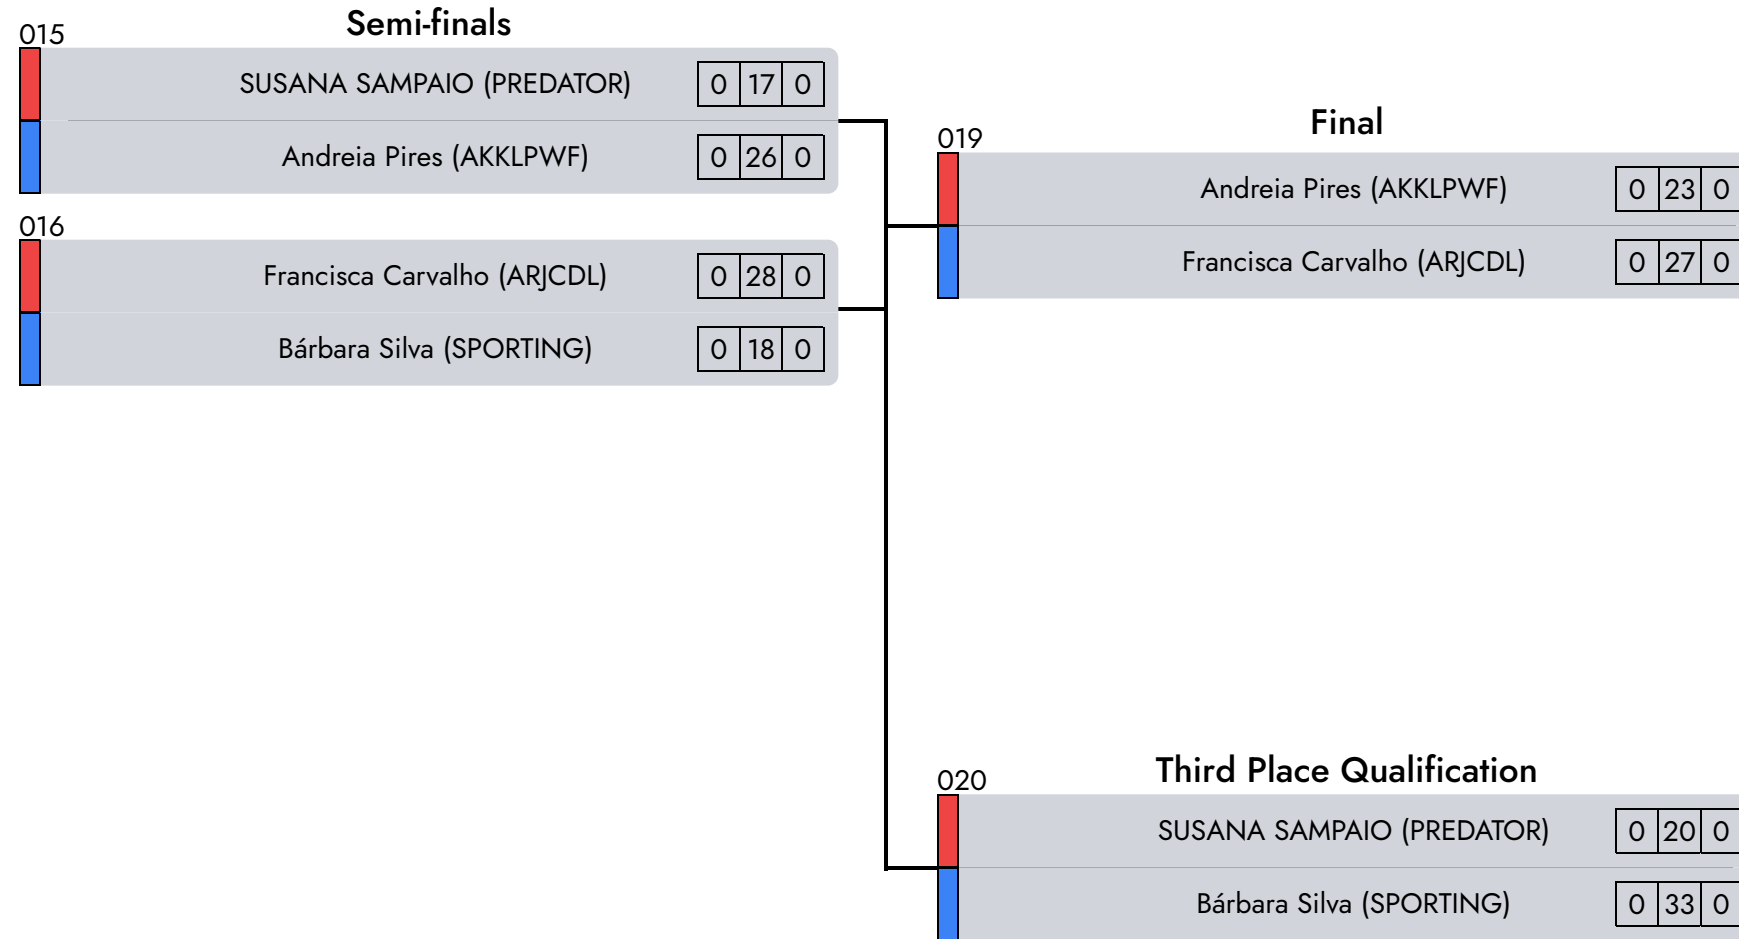 Semi-finals
015
SUSANA SAMPAIO (PREDATOR) 0 17 0
Andreia Pires (AKKLPWF) 0 26 0
016
Francisca Carvalho (ARJCDL) 0 28 0
Bárbara Silva (SPORTING) 0 18 0
Final
019
Andreia Pires (AKKLPWF) 0 23 0
Francisca Carvalho (ARJCDL) 0 27 0
Third Place Qualification
020
SUSANA SAMPAIO (PREDATOR) 0 20 0
Bárbara Silva (SPORTING) 0 33 0